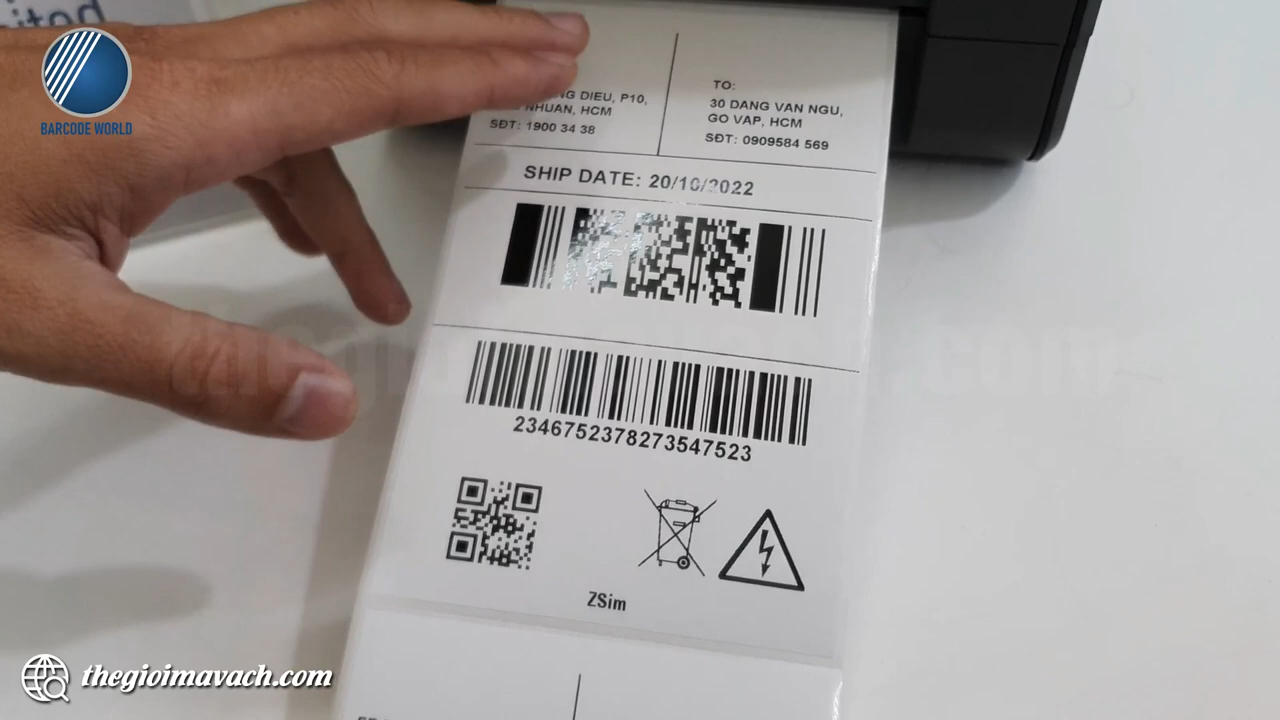 BARCODE WORLD
NG DIEU, P10,
NHUAN, HCM
SĐT: 1900 34 38
TO:
30 DANG VAN NGU,
GO VAP, HCM
SĐT: 0909584 569
SHIP DATE: 20/10/2022
2346752378273547523
ZSim
thegioimavach.com